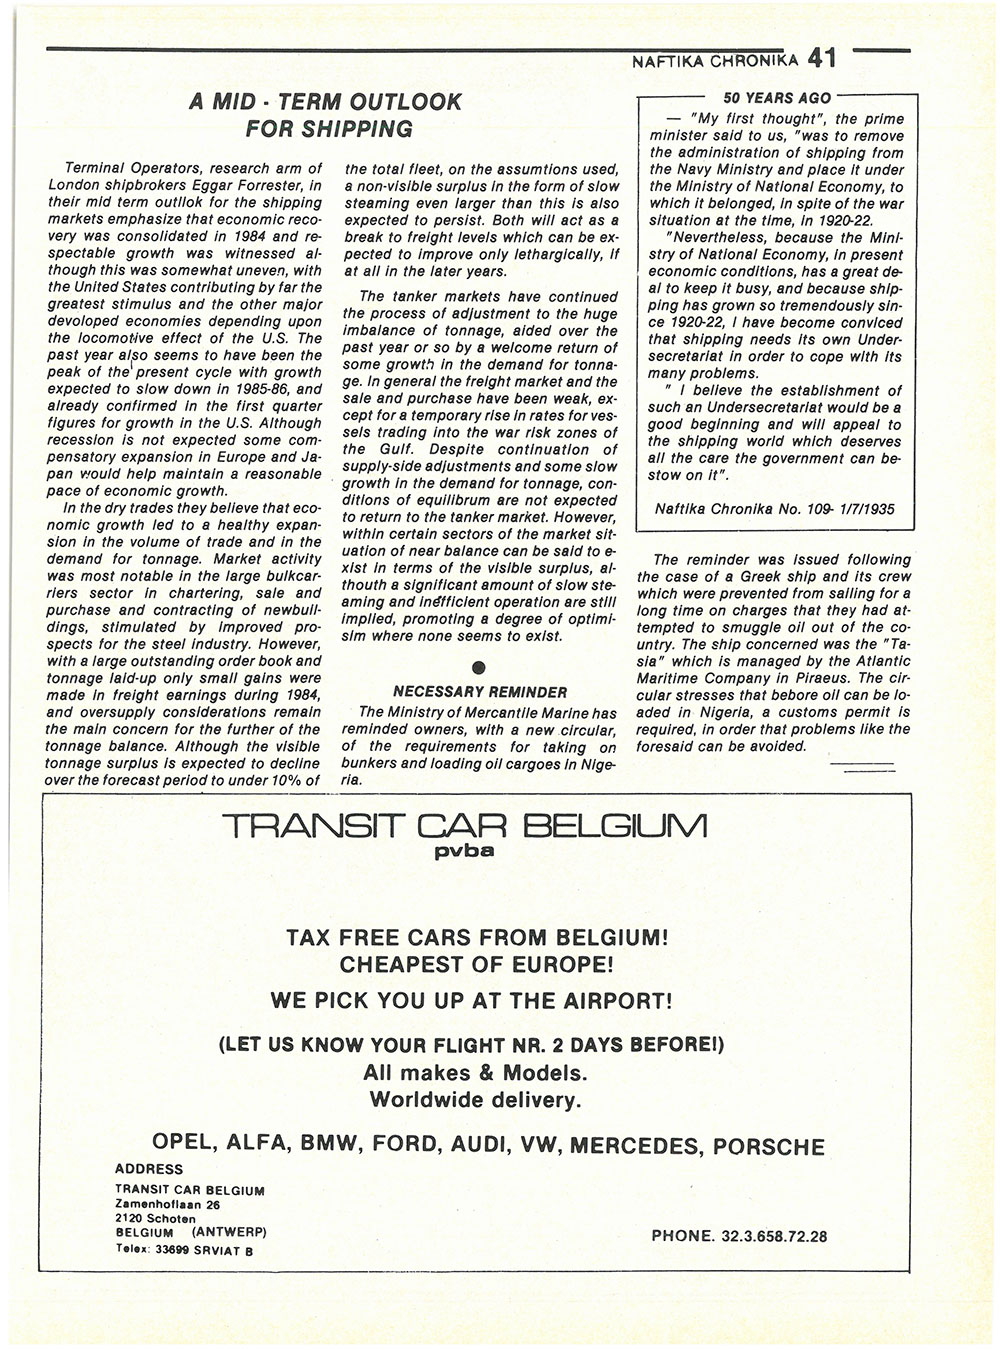 NAFTIKA CHRONIKA 41
A MID - TERM OUTLOOK
FOR SHIPPING
Terminal Operators, research arm of
London shipbrokers Eggar Forrester, in
their mid term outllok for the shipping
markets emphasize that economic reco-
very was consolidated in 1984 and re-
spectable growth was witnessed al-
though this was somewhat uneven, with
the United States contributing by far the
greatest stimulus and the other major
devoloped economies depending upon
the locomotive effect of the U.S. The
past year also seems to have been the
peak of the present cycle with growth
expected to slow down in 1985-86, and
already confirmed in the first quarter
figures for growth in the U.S. Although
recession is not expected some com-
pensatory expansion in Europe and Ja-
pan would help maintain a reasonable
pace of economic growth.
In the dry trades they believe that eco-
nomic growth led to a healthy expan-
sion in the volume of trade and in the
demand for tonnage. Market activity
was most notable in the large bulkcar-
riers sector in chartering, sale and
purchase and contracting of newbuil-
dings, stimulated by improved pro-
spects for the steel industry. However,
with a large outstanding order book and
tonnage laid-up only small gains were
made in freight earnings during 1984,
and oversupply considerations remain
the main concern for the further of the
tonnage balance. Although the visible
tonnage surplus is expected to decline
over the forecast period to under 10% of
the total fleet, on the assumtions used,
a non-visible surplus in the form of slow
steaming even larger than this is also
expected to persist. Both will act as a
break to freight levels which can be ex-
pected to improve only lethargically, if
at all in the later years.
The tanker markets have continued
the process of adjustment to the huge
imbalance of tonnage, aided over the
past year or so by a welcome return of
some growth in the demand for tonna-
ge. In general the freight market and the
sale and purchase have been weak, ex-
cept for a temporary rise in rates for ves-
sels trading into the war risk zones of
the Gulf. Despite continuation of
supply-side adjustments and some slow
growth in the demand for tonnage, con-
ditions of equilibrum are not expected
to return to the tanker market. However,
within certain sectors of the market sit-
uation of near balance can be said to e-
xist in terms of the visible surplus, al-
thouth a significant amount of slow ste-
aming and inefficient operation are still
implied, promoting a degree of optimi-
sim where none seems to exist.
NECESSARY REMINDER
The Ministry of Mercantile Marine has
reminded owners, with a new circular,
of the requirements for taking on
bunkers and loading oil cargoes in Nige-
ria.
50 YEARS AGO
— "My first thought", the prime
minister said to us, "was to remove
the administration of shipping from
the Navy Ministry and place it under
the Ministry of National Economy, to
which it belonged, in spite of the war
situation at the time, in 1920-22.
"Nevertheless, because the Mini-
stry of National Economy, in present
economic conditions, has a great de-
al to keep it busy, and because ship-
ping has grown so tremendously sin-
ce 1920-22, I have become conviced
that shipping needs its own Under-
secretariat in order to cope with its
many problems.
" I believe the establishment of
such an Undersecretariat would be a
good beginning and will appeal to
the shipping world which deserves
all the care the government can be-
stow on it".
Naftika Chronika No. 109- 1/7/1935
The reminder was issued following
the case of a Greek ship and its crew
which were prevented from sailing for a
long time on charges that they had at-
tempted to smuggle oil out of the co-
untry. The ship concerned was the "Ta-
sia" which is managed by the Atlantic
Maritime Company in Piraeus. The cir-
cular stresses that bebore oil can be lo-
aded in Nigeria, a customs permit is
required, in order that problems like the
foresaid can be avoided.
TRANSIT CAR BELGIUM
pvba
TAX FREE CARS FROM BELGIUM!
CHEAPEST OF EUROPE!
WE PICK YOU UP AT THE AIRPORT!
(LET US KNOW YOUR FLIGHT NR. 2 DAYS BEFORE!)
All makes & Models.
Worldwide delivery.
OPEL, ALFA, BMW, FORD, AUDI, VW, MERCEDES, PORSCHE
ADDRESS
TRANSIT CAR BELGIUM
Zamenhoflaan 26
2120 Schoten
BELGIUM (ANTWERP)
Telex: 33699 SRVIAT B
PHONE. 32.3.658.72.28